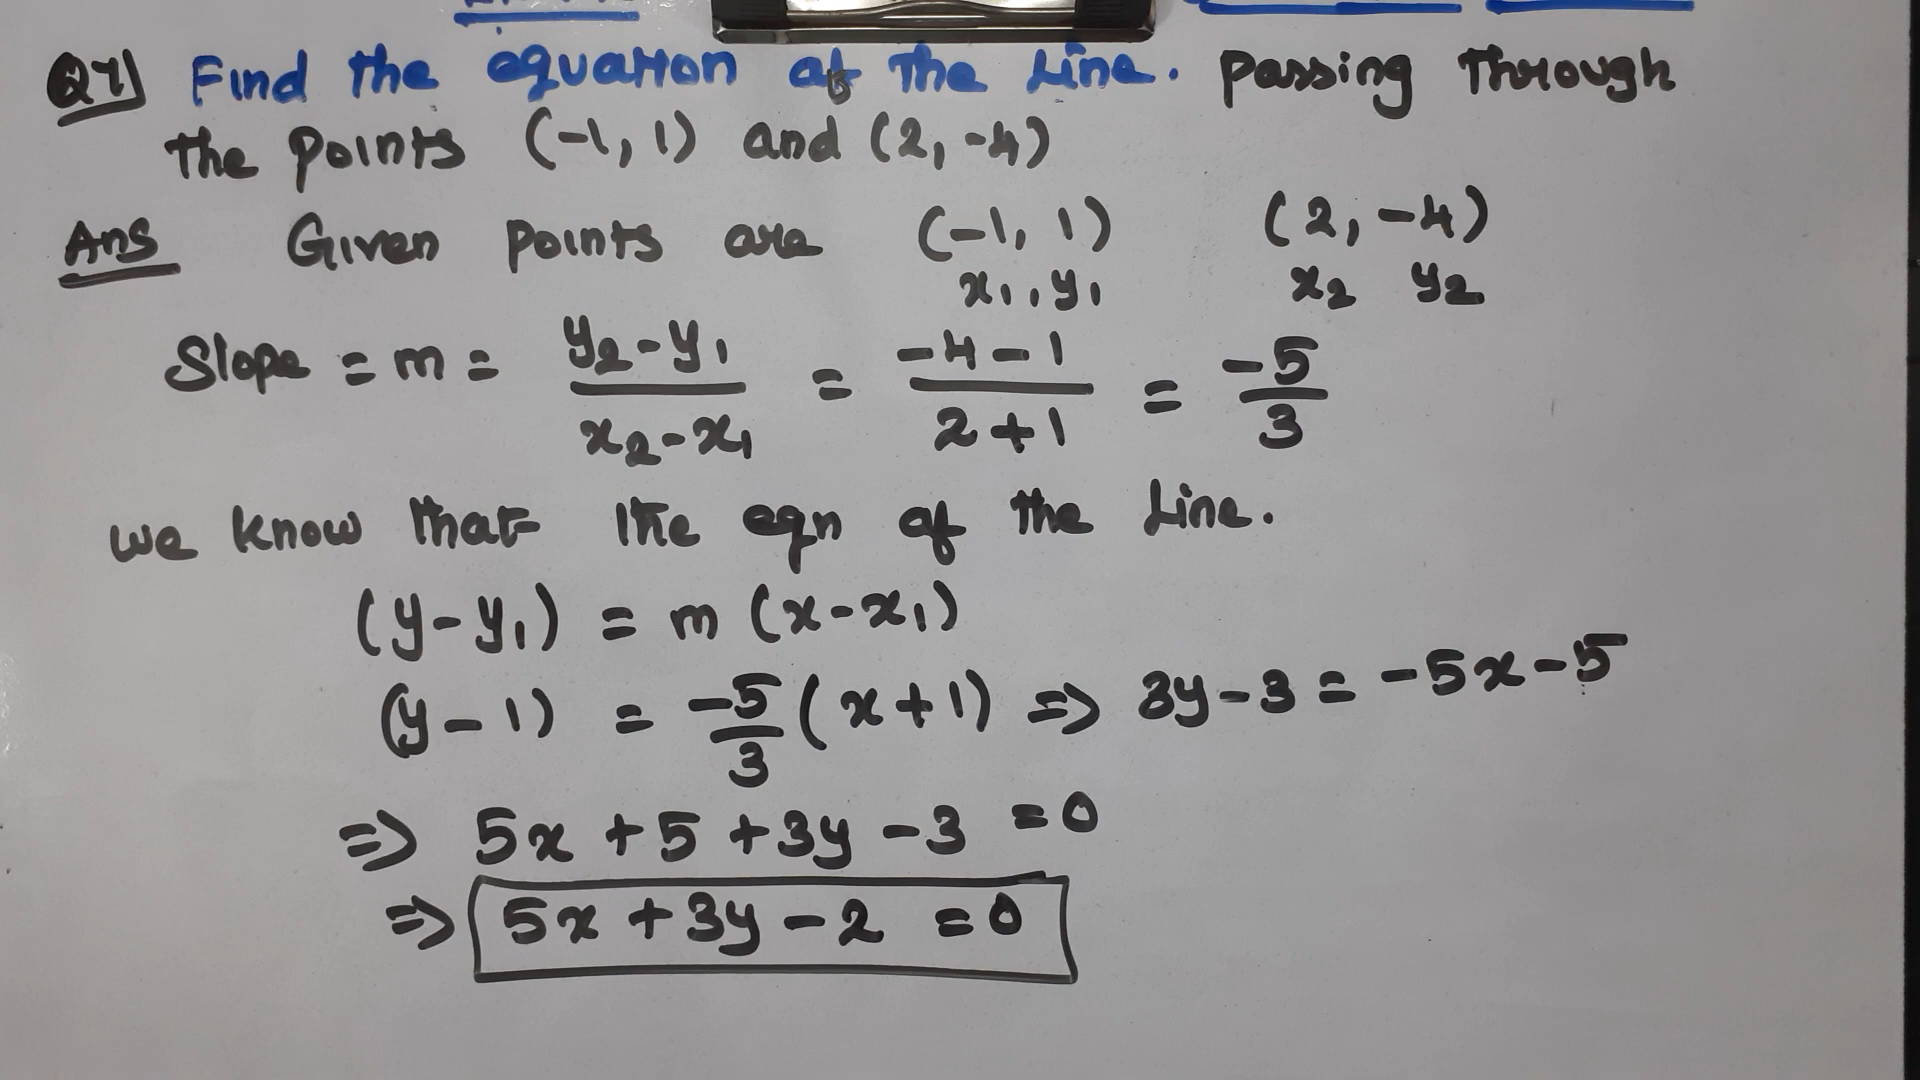 Q7) Find the equation of the Line. Passing Through
the points (-1, 1) and (2, -4)
Ans Given points are (-1, 1) (2, -4)
x₁, y₁ x₂ y₂
Slope = m = y₂-y₁/x₂-x₁ = -4-1/2+1 = -5/3
we know that the eqn of the Line.
(y-y₁) = m (x-x₁)
(y-1) = -5/3 (x+1) => 3y-3 = -5x-5
=> 5x +5 +3y -3 =0
=> 5x +3y -2 =0